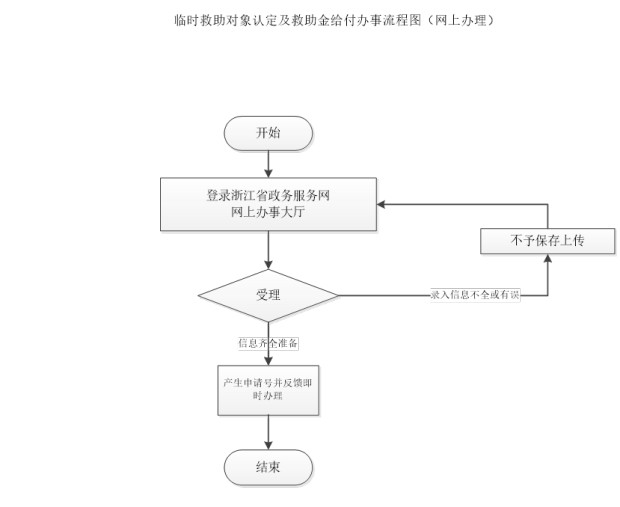 临时救助对象认定及救助金给付办事流程图（网上办理）
开始
登录浙江省政务服务网
网上办事大厅
不予保存上传
受理
录入信息不全或有误
信息齐全准备
产生申请号并反馈即
时办理
结束